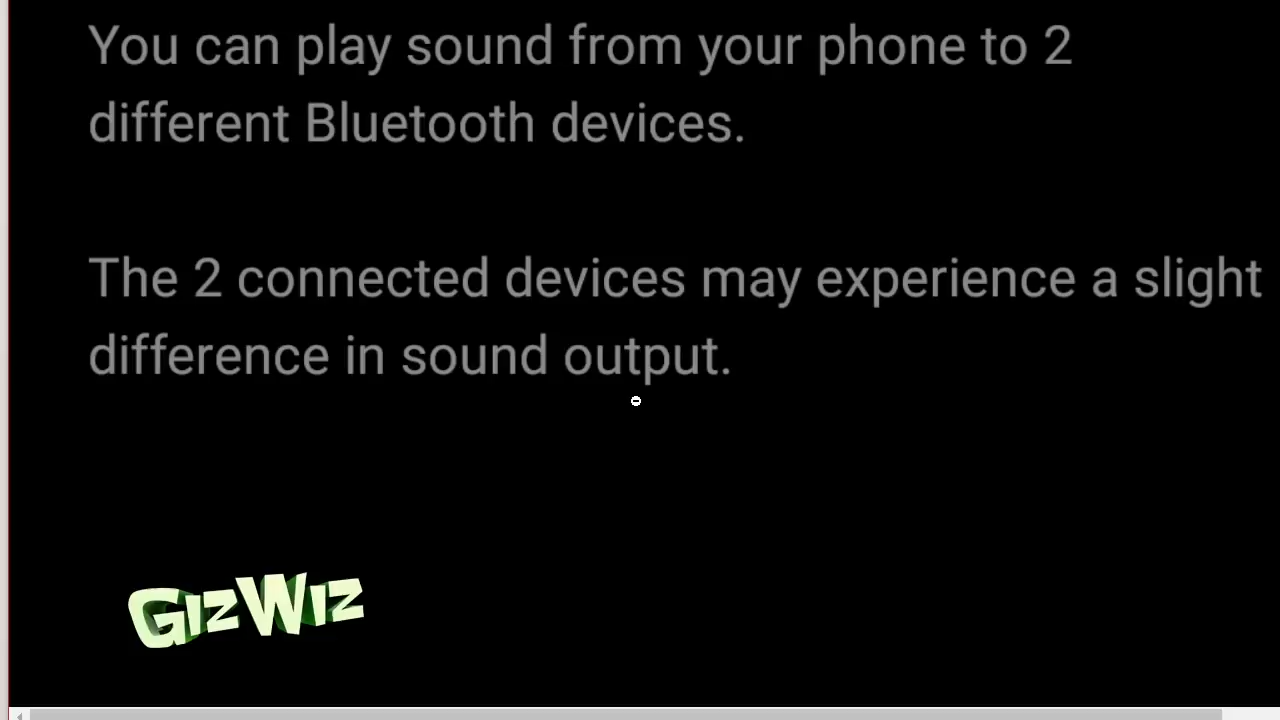 You can play sound from your phone to 2
different Bluetooth devices.
The 2 connected devices may experience a slight
difference in sound output.
GizWiz